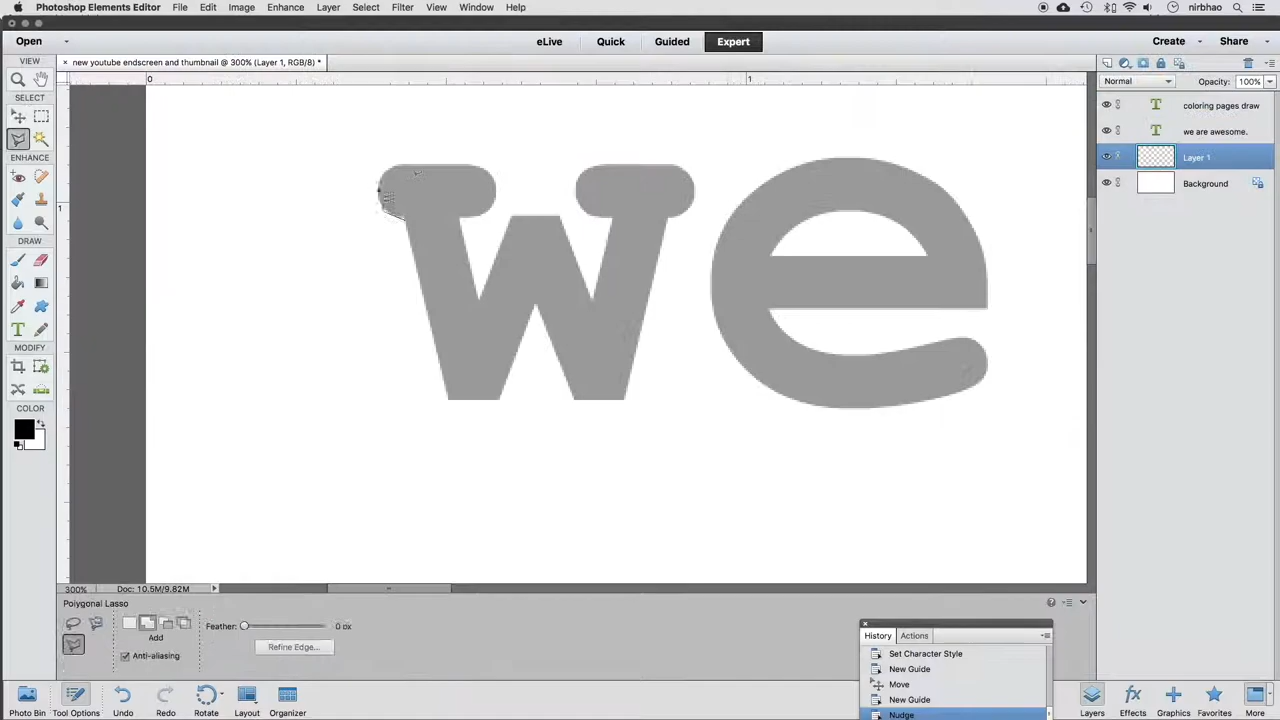 Photoshop Elements Editor File Edit Image Enhance Layer Select Filter View Window Help nirbhao
Open eLive Quick Guided Expert Create Share
VIEW × new youtube endscreen and thumbnail @ 300% (Layer 1, RGB/8) *
0 1
Normal Opacity: 100%
SELECT
coloring pages draw
we are awesome.
ENHANCE
Layer 1
Background
1
we
DRAW
MODIFY
COLOR
300% Doc: 10.5M/9.82M
Polygonal Lasso
Feather: 0 px
Add
Refine Edge...
Anti-aliasing
History Actions
Set Character Style
New Guide
Move
New Guide
Nudge
Photo Bin Tool Options Undo Redo Rotate Layout Organizer Layers Effects Graphics Favorites More